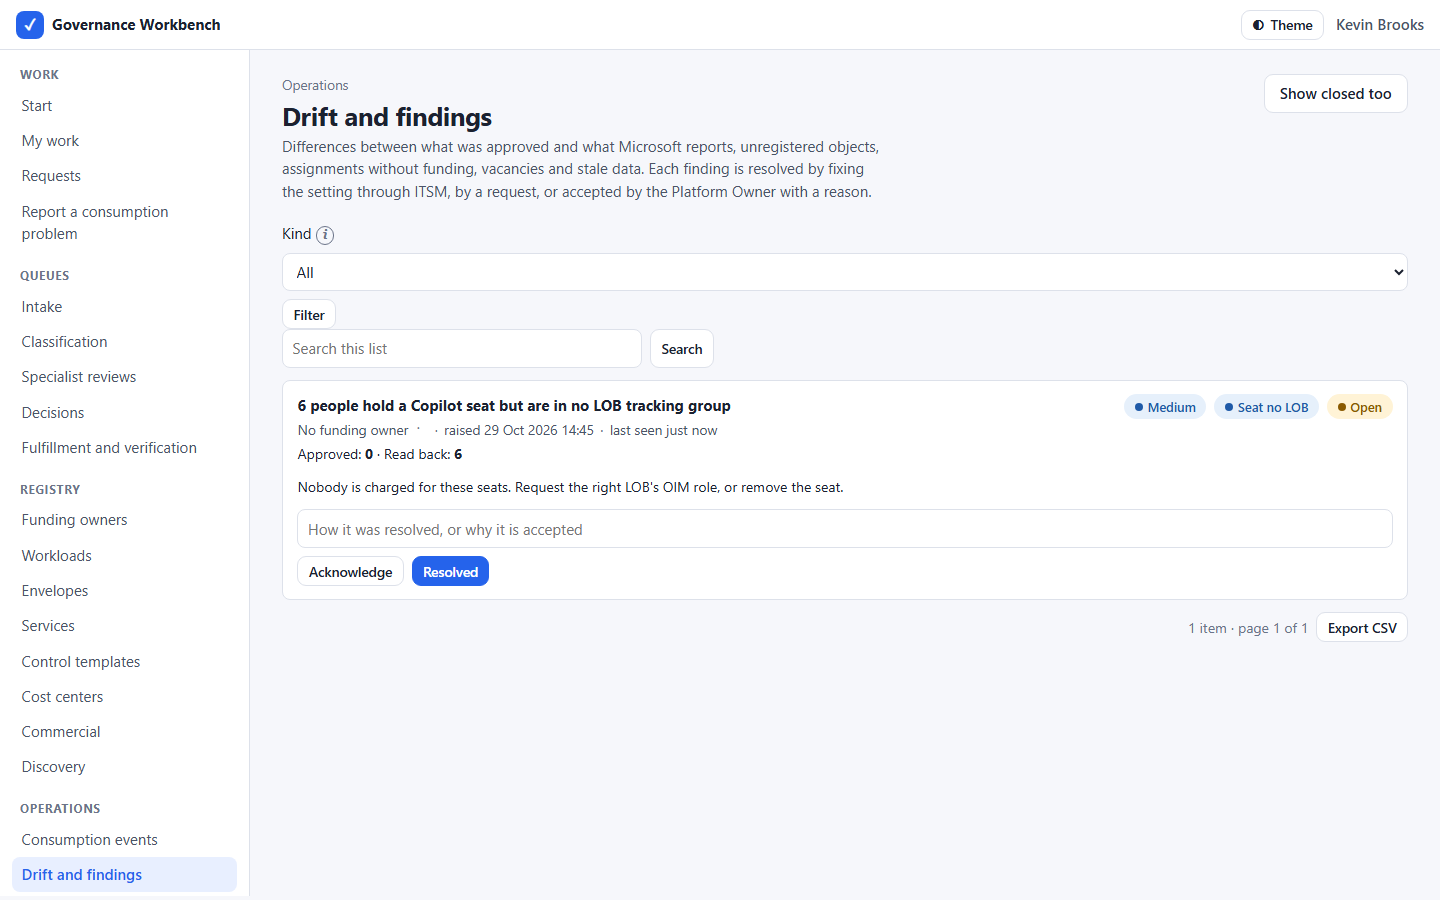 Governance Workbench
Theme
Kevin Brooks
WORK
Start
My work
Requests
Report a consumption
problem
QUEUES
Intake
Classification
Specialist reviews
Decisions
Fulfillment and verification
REGISTRY
Funding owners
Workloads
Envelopes
Services
Control templates
Cost centers
Commercial
Discovery
OPERATIONS
Consumption events
Drift and findings
Operations
Show closed too
Drift and findings
Differences between what was approved and what Microsoft reports, unregistered objects,
assignments without funding, vacancies and stale data. Each finding is resolved by fixing
the setting through ITSM, by a request, or accepted by the Platform Owner with a reason.
Kind i
All
Filter
Search this list
Search
6 people hold a Copilot seat but are in no LOB tracking group
Medium
Seat no LOB
Open
No funding owner · · raised 29 Oct 2026 14:45 · last seen just now
Approved: 0 · Read back: 6
Nobody is charged for these seats. Request the right LOB's OIM role, or remove the seat.
How it was resolved, or why it is accepted
Acknowledge
Resolved
1 item · page 1 of 1
Export CSV